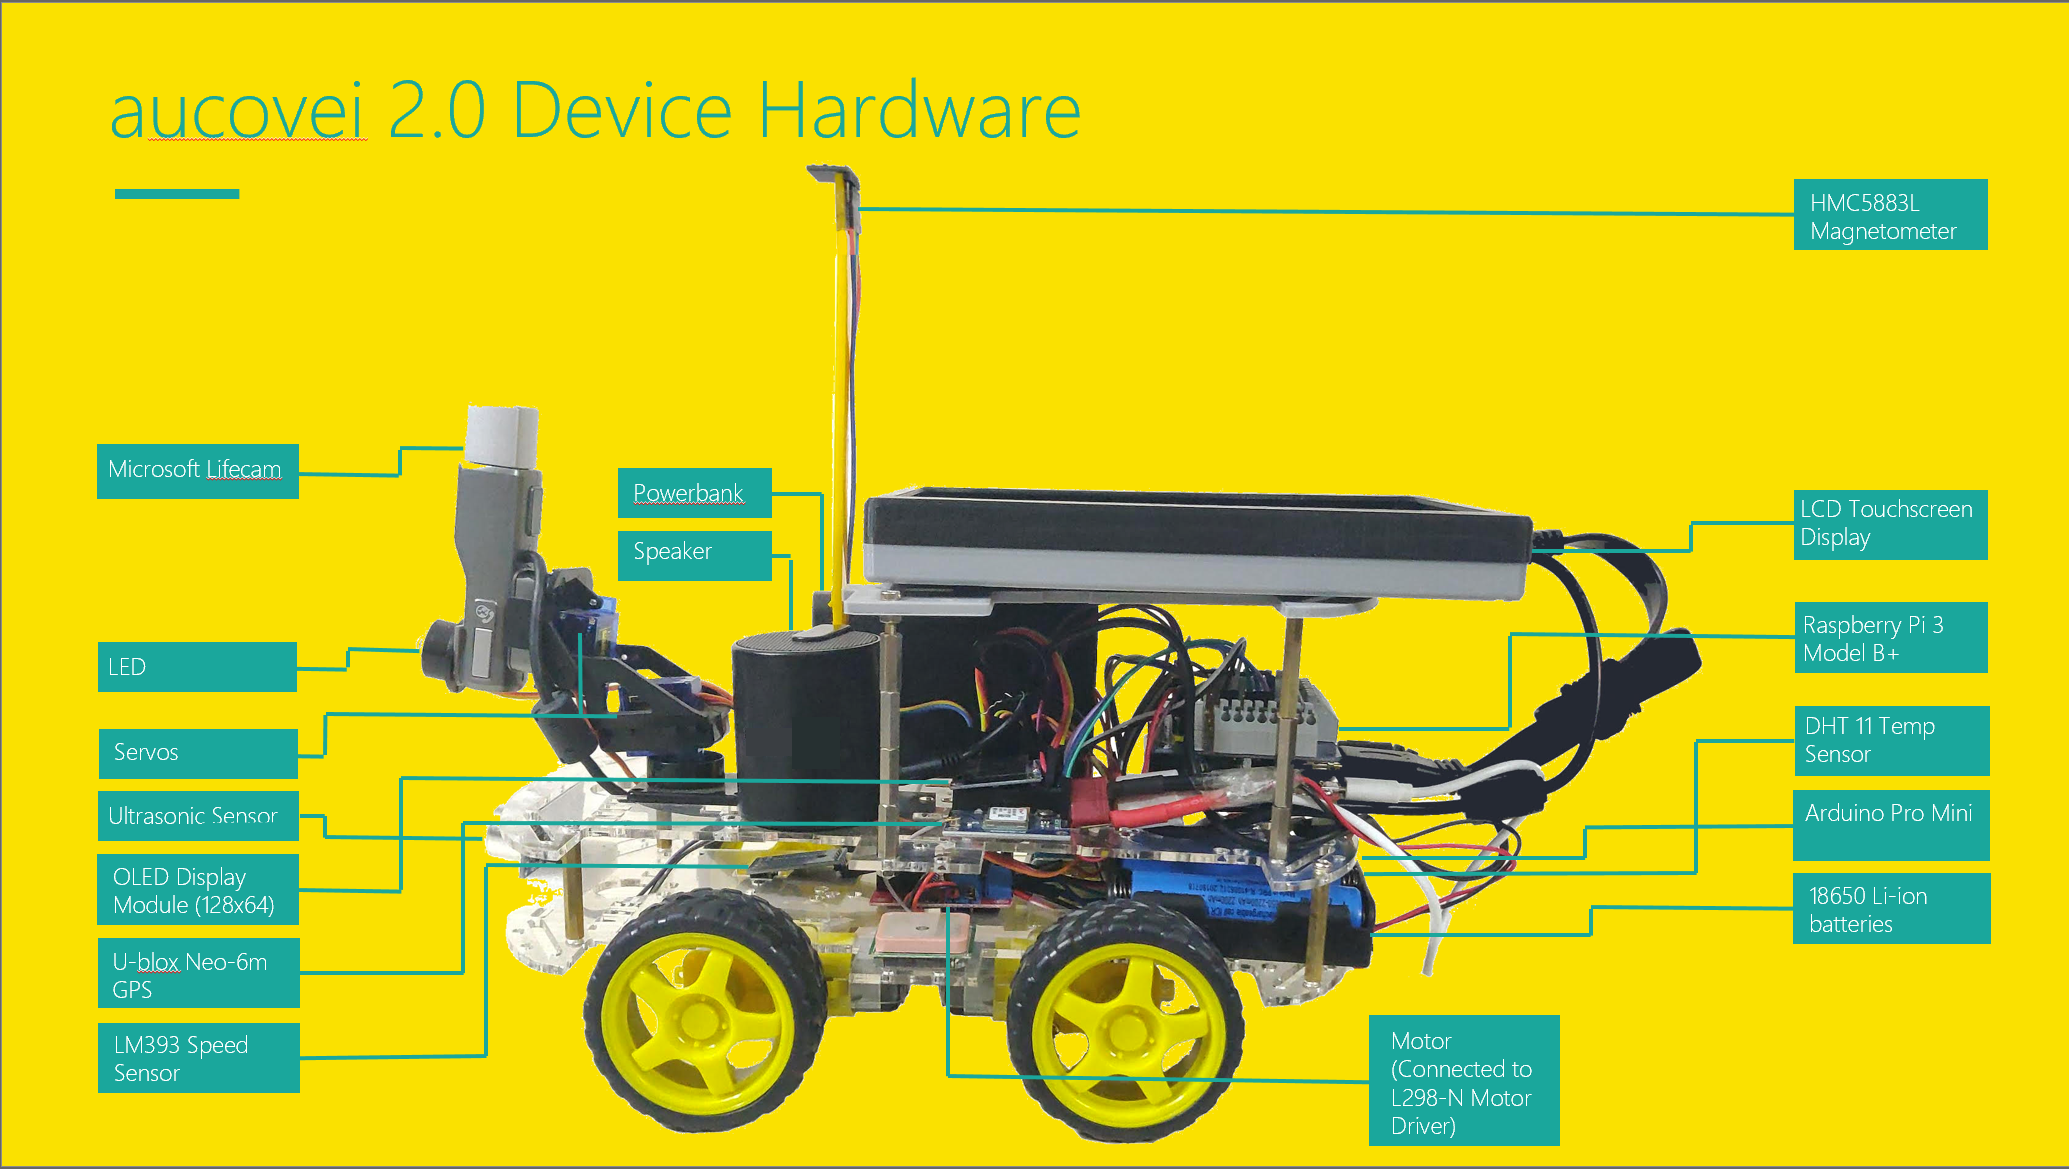 aucovei 2.0 Device Hardware
HMC5883L
Magnetometer
Microsoft Lifecam
Powerbank
Speaker
LCD Touchscreen
Display
LED
Raspberry Pi 3
Model B+
Servos
DHT 11 Temp
Sensor
Ultrasonic Sensor
Arduino Pro Mini
OLED Display
Module (128x64)
18650 Li-ion
batteries
U-blox Neo-6m
GPS
LM393 Speed
Sensor
Motor
(Connected to
L298-N Motor
Driver)